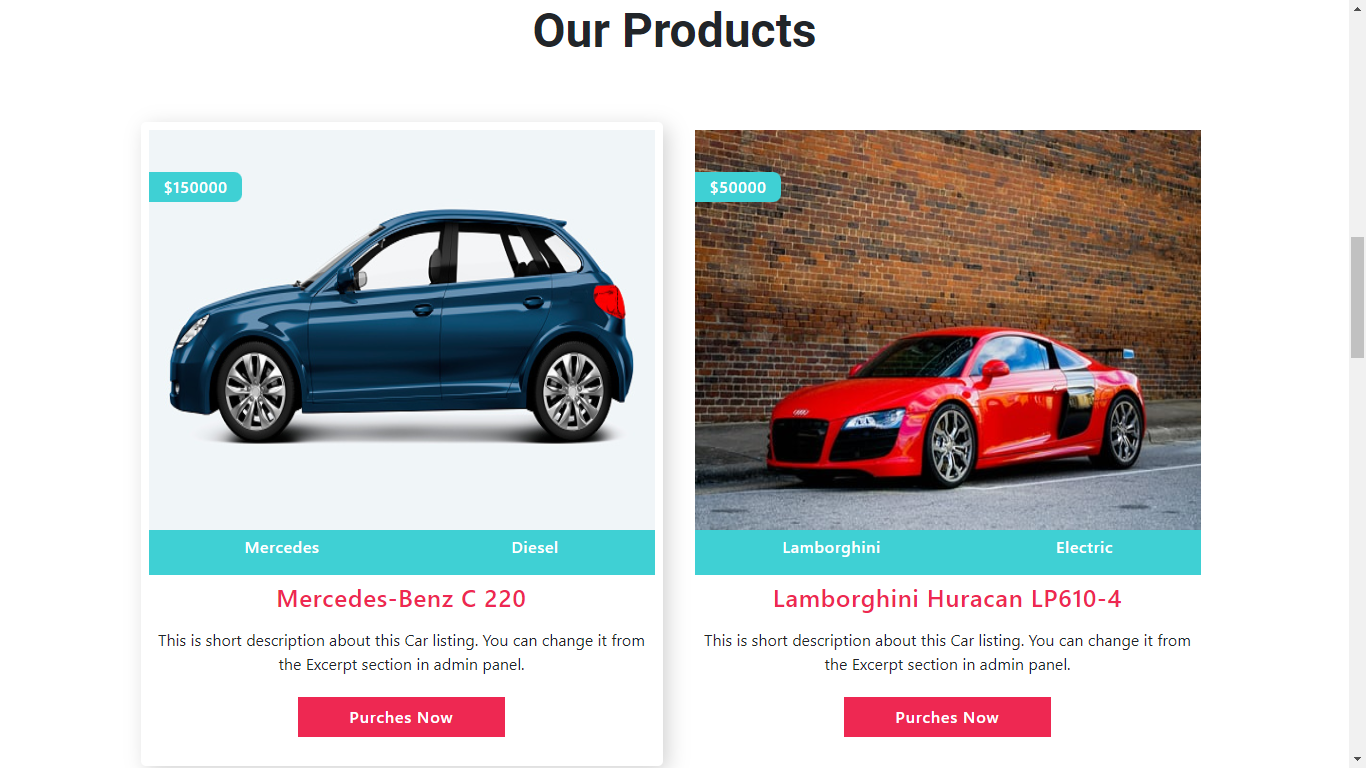 Our Products
$150000
$50000
Mercedes Diesel
Lamborghini Electric
Mercedes-Benz C 220
Lamborghini Huracan LP610-4
This is short description about this Car listing. You can change it from
the Excerpt section in admin panel.
This is short description about this Car listing. You can change it from
the Excerpt section in admin panel.
Purches Now
Purches Now